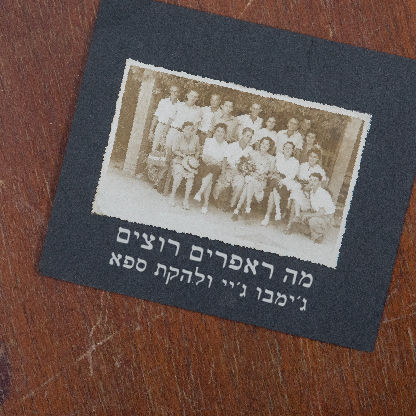 מה ראפרים רוצים
ג׳ימבו ג׳יי ולהקת ספא